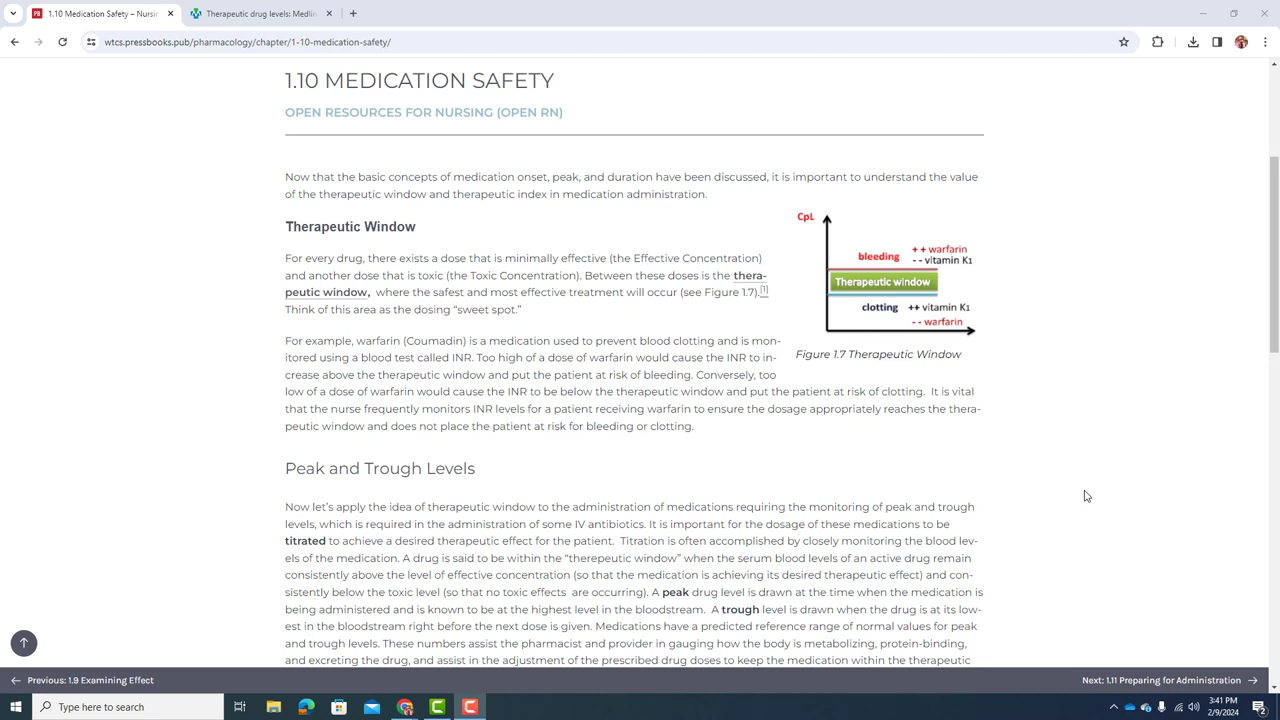 1.10 Medication Safety – Nursin
Therapeutic drug levels: Medlin
wtcs.pressbooks.pub/pharmacology/chapter/1-10-medication-safety/
1.10 MEDICATION SAFETY
OPEN RESOURCES FOR NURSING (OPEN RN)
Now that the basic concepts of medication onset, peak, and duration have been discussed, it is important to understand the value
of the therapeutic window and therapeutic index in medication administration.
Therapeutic Window
For every drug, there exists a dose that is minimally effective (the Effective Concentration)
and another dose that is toxic (the Toxic Concentration). Between these doses is the thera-
peutic window, where the safest and most effective treatment will occur (see Figure 1.7).[1]
Think of this area as the dosing “sweet spot.”
CpL
bleeding
++ warfarin
-- vitamin K1
Therapeutic window
clotting
++ vitamin K1
-- warfarin
Figure 1.7 Therapeutic Window
For example, warfarin (Coumadin) is a medication used to prevent blood clotting and is mon-
itored using a blood test called INR. Too high of a dose of warfarin would cause the INR to in-
crease above the therapeutic window and put the patient at risk of bleeding. Conversely, too
low of a dose of warfarin would cause the INR to be below the therapeutic window and put the patient at risk of clotting. It is vital
that the nurse frequently monitors INR levels for a patient receiving warfarin to ensure the dosage appropriately reaches the thera-
peutic window and does not place the patient at risk for bleeding or clotting.
Peak and Trough Levels
Now let’s apply the idea of therapeutic window to the administration of medications requiring the monitoring of peak and trough
levels, which is required in the administration of some IV antibiotics. It is important for the dosage of these medications to be
titrated to achieve a desired therapeutic effect for the patient. Titration is often accomplished by closely monitoring the blood lev-
els of the medication. A drug is said to be within the “therepeutic window” when the serum blood levels of an active drug remain
consistently above the level of effective concentration (so that the medication is achieving its desired therapeutic effect) and con-
sistently below the toxic level (so that no toxic effects are occurring). A peak drug level is drawn at the time when the medication is
being administered and is known to be at the highest level in the bloodstream. A trough level is drawn when the drug is at its low-
est in the bloodstream right before the next dose is given. Medications have a predicted reference range of normal values for peak
and trough levels. These numbers assist the pharmacist and provider in gauging how the body is metabolizing, protein-binding,
and excreting the drug, and assist in the adjustment of the prescribed drug doses to keep the medication within the therapeutic
Previous: 1.9 Examining Effect
Next: 1.11 Preparing for Administration
Type here to search
3:41 PM
2/9/2024
2